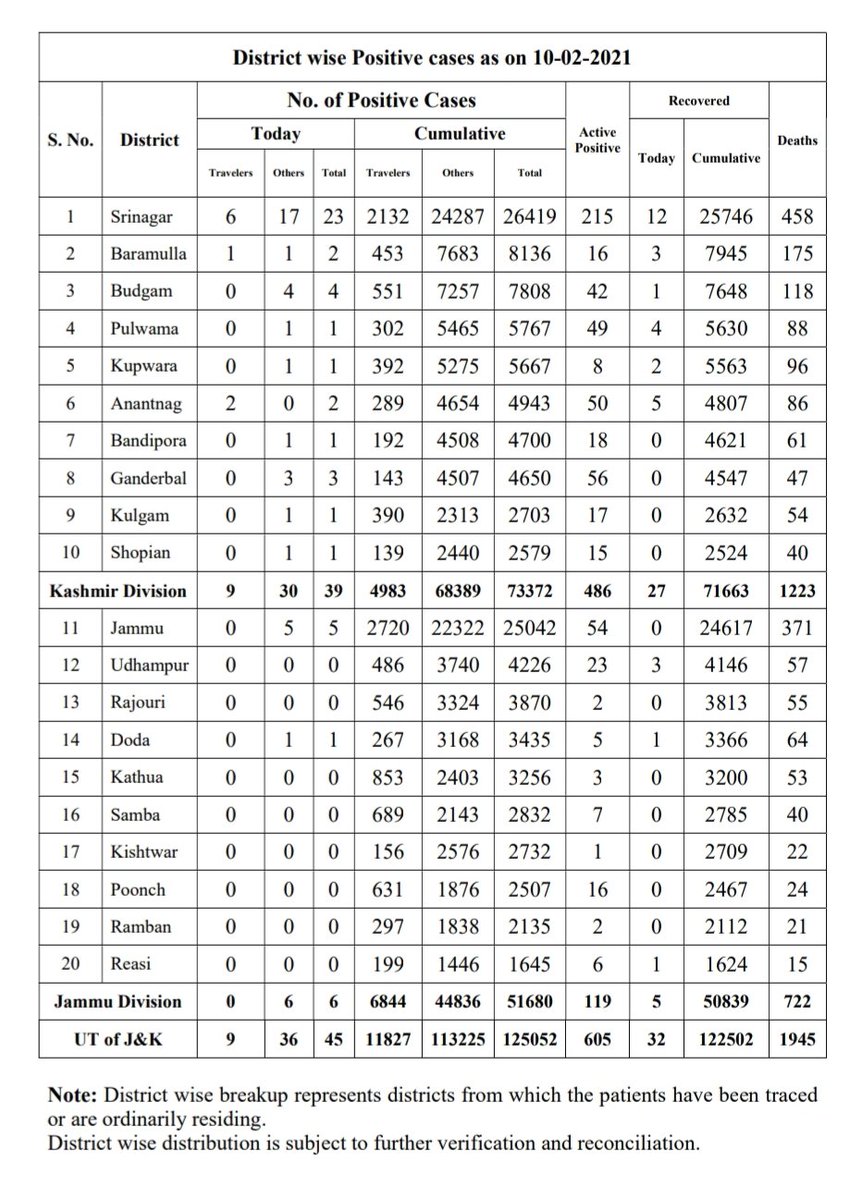 District wise Positive cases as on 10-02-2021
S. No. District No. of Positive Cases Active Positive Recovered Deaths
Today Cumulative Today Cumulative
Travelers Others Total Travelers Others Total
1 Srinagar 6 17 23 2132 24287 26419 215 12 25746 458
2 Baramulla 1 1 2 453 7683 8136 16 3 7945 175
3 Budgam 0 4 4 551 7257 7808 42 1 7648 118
4 Pulwama 0 1 1 302 5465 5767 49 4 5630 88
5 Kupwara 0 1 1 392 5275 5667 8 2 5563 96
6 Anantnag 2 0 2 289 4654 4943 50 5 4807 86
7 Bandipora 0 1 1 192 4508 4700 18 0 4621 61
8 Ganderbal 0 3 3 143 4507 4650 56 0 4547 47
9 Kulgam 0 1 1 390 2313 2703 17 0 2632 54
10 Shopian 0 1 1 139 2440 2579 15 0 2524 40
Kashmir Division 9 30 39 4983 68389 73372 486 27 71663 1223
11 Jammu 0 5 5 2720 22322 25042 54 0 24617 371
12 Udhampur 0 0 0 486 3740 4226 23 3 4146 57
13 Rajouri 0 0 0 546 3324 3870 2 0 3813 55
14 Doda 0 1 1 267 3168 3435 5 1 3366 64
15 Kathua 0 0 0 853 2403 3256 3 0 3200 53
16 Samba 0 0 0 689 2143 2832 7 0 2785 40
17 Kishtwar 0 0 0 156 2576 2732 1 0 2709 22
18 Poonch 0 0 0 631 1876 2507 16 0 2467 24
19 Ramban 0 0 0 297 1838 2135 2 0 2112 21
20 Reasi 0 0 0 199 1446 1645 6 1 1624 15
Jammu Division 0 6 6 6844 44836 51680 119 5 50839 722
UT of J&K 9 36 45 11827 113225 125052 605 32 122502 1945
Note: District wise breakup represents districts from which the patients have been traced
or are ordinarily residing.
District wise distribution is subject to further verification and reconciliation.